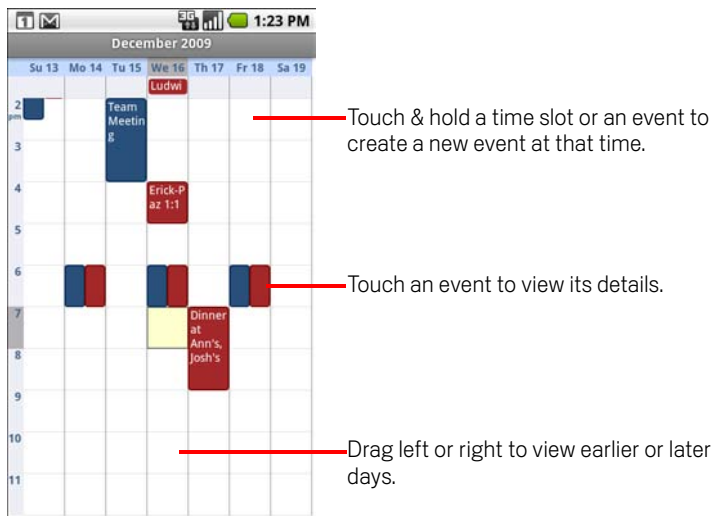 1
3G
1:23 PM
December 2009
Su 13 Mo 14 Tu 15 We 16 Th 17 Fr 18 Sa 19
Ludwi
2
pm
Team
Meetin
g
3
4
Erick-P
az 1:1
5
6
7
Dinner
at
Ann's,
Josh's
8
9
10
11
Touch & hold a time slot or an event to
create a new event at that time.
Touch an event to view its details.
Drag left or right to view earlier or later
days.